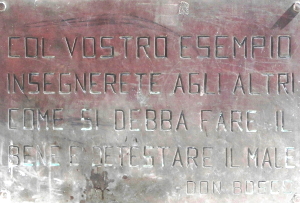 COL VOSTRO ESEMPIO
INSEGNERETE AGLI ALTRI
COME SI DEBBA FARE IL
BENE E DETESTARE IL MALE
DON BOSCO